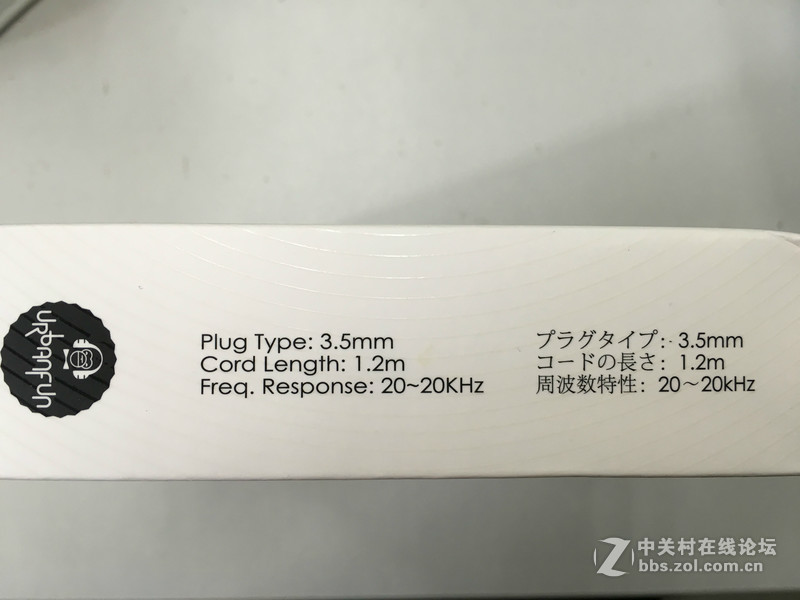 URBANFUN
Plug Type: 3.5mm
Cord Length: 1.2m
Freq. Response: 20~20KHz
プラグタイプ: 3.5mm
コードの長さ: 1.2m
周波数特性: 20～20kHz
中关村在线论坛
bbs.zol.com.cn